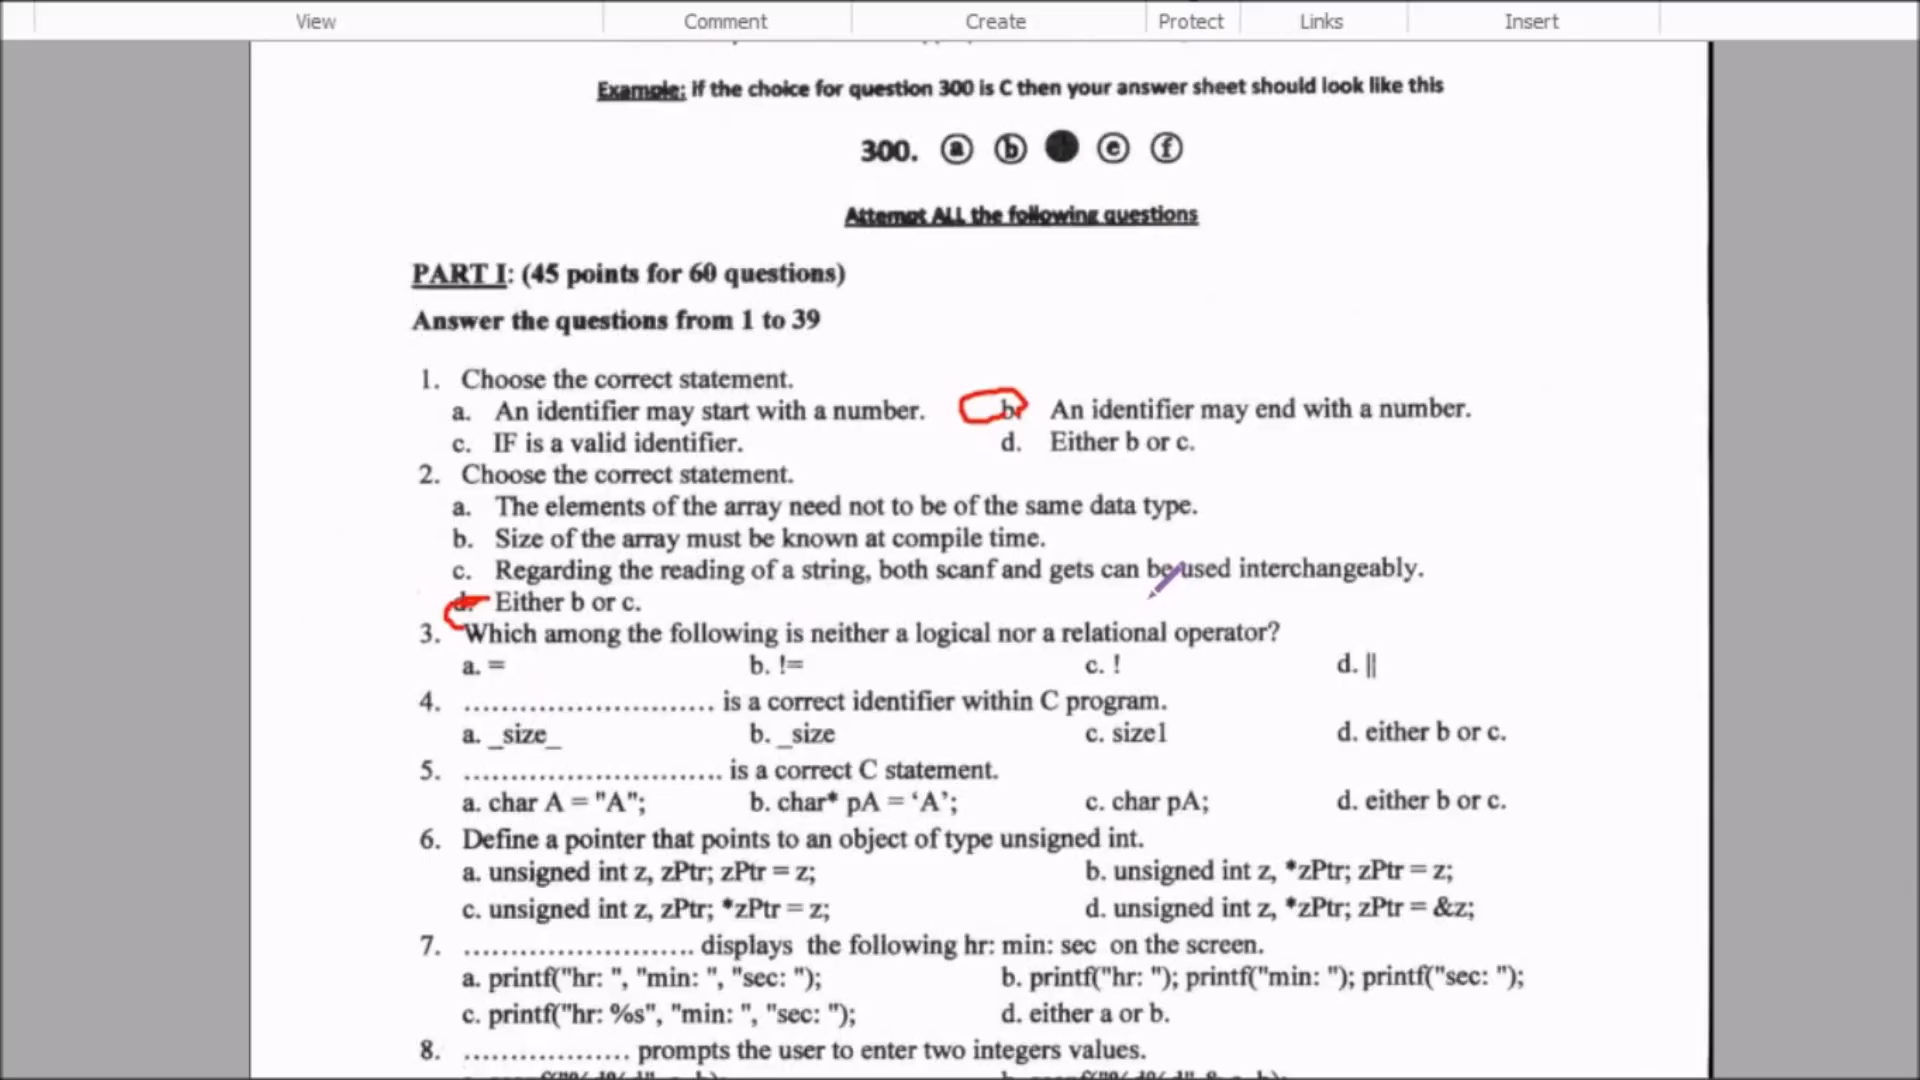 View Comment Create Protect Links Insert
Example: if the choice for question 300 is C then your answer sheet should look like this
300. a b e f
Attempt ALL the following questions
PART I: (45 points for 60 questions)
Answer the questions from 1 to 39
1. Choose the correct statement.
a. An identifier may start with a number. b. An identifier may end with a number.
c. IF is a valid identifier. d. Either b or c.
2. Choose the correct statement.
a. The elements of the array need not to be of the same data type.
b. Size of the array must be known at compile time.
c. Regarding the reading of a string, both scanf and gets can be used interchangeably.
d. Either b or c.
3. Which among the following is neither a logical nor a relational operator?
a. = b. != c. ! d. ||
4. .......................... is a correct identifier within C program.
a. _size_ b. _size c. size1 d. either b or c.
5. ........................... is a correct C statement.
a. char A = "A"; b. char* pA = ‘A’; c. char pA; d. either b or c.
6. Define a pointer that points to an object of type unsigned int.
a. unsigned int z, zPtr; zPtr = z; b. unsigned int z, *zPtr; zPtr = z;
c. unsigned int z, zPtr; *zPtr = z; d. unsigned int z, *zPtr; zPtr = &z;
7. ........................ displays the following hr: min: sec on the screen.
a. printf("hr: ", "min: ", "sec: "); b. printf("hr: "); printf("min: "); printf("sec: ");
c. printf("hr: %s", "min: ", "sec: "); d. either a or b.
8. .................. prompts the user to enter two integers values.